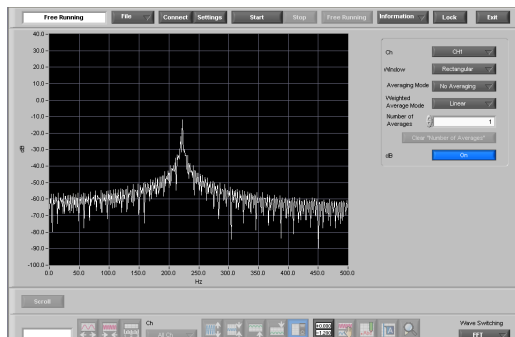 Free Running File Connect Settings Start Stop Free Running Information Lock Exit
40.0
30.0
20.0
10.0
0.0
-10.0
-20.0
-30.0
-40.0
-50.0
-60.0
-70.0
-80.0
-90.0
-100.0
dB
0.0 50.0 100.0 150.0 200.0 250.0 300.0 350.0 400.0 450.0 500.0
Hz
Ch CH1
Window Rectangular
Averaging Mode No Averaging
Weighted
Average Mode Linear
Number of
Averages 1
Clear "Number of Averages"
dB On
Scroll
Ch
All Ch
+0.000
-1.280
Wave Switching
FFT